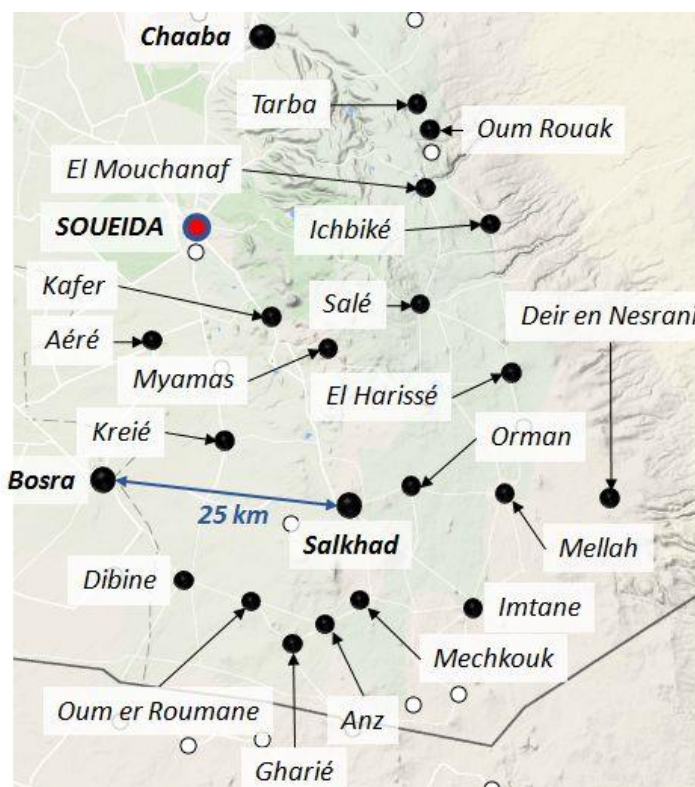 Chaaba
Tarba
Oum Rouak
El Mouchanaf
SOUEIDA
Ichbiké
Kafer
Salé
Deir en Nesrani
Aéré
Myamas
El Harissé
Kreié
Orman
Bosra
25 km
Salkhad
Mellah
Dibine
Imtane
Mechkouk
Oum er Roumane
Anz
Gharié